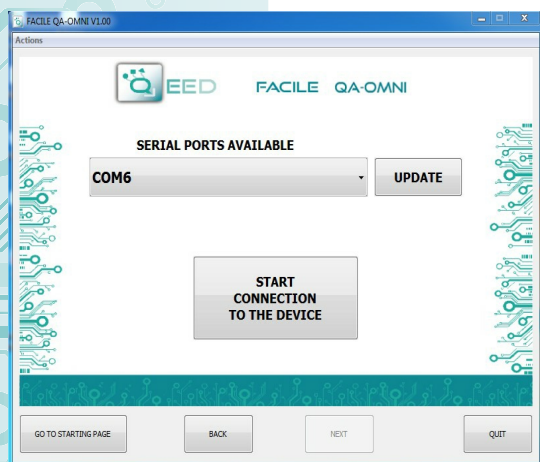 FACILE QA-OMNI V1.00
Actions
QEED FACILE QA-OMNI
SERIAL PORTS AVAILABLE
COM6 UPDATE
START
CONNECTION
TO THE DEVICE
GO TO STARTING PAGE BACK NEXT QUIT